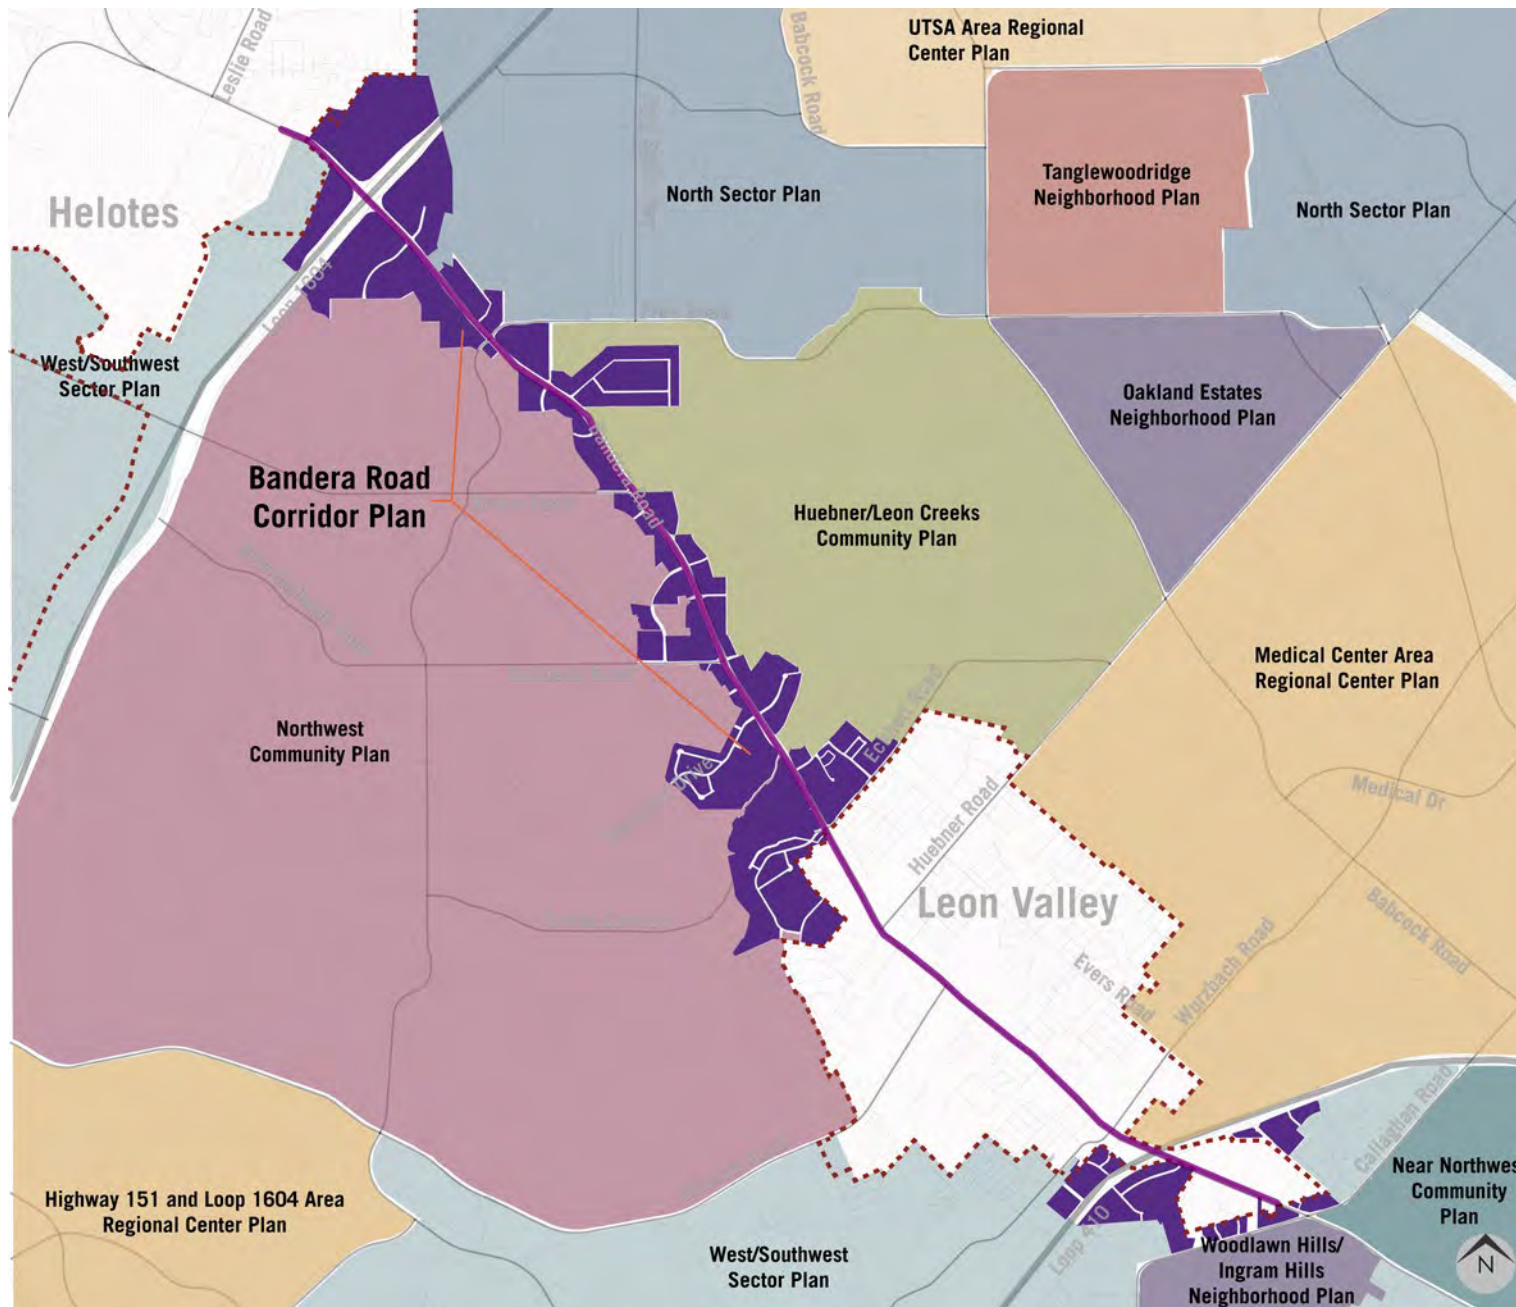 UTSA Area Regional
Center Plan
Leslie Road
Babcock Road
Tanglewoodridge
Neighborhood Plan
North Sector Plan
North Sector Plan
Helotes
Loop 1604
West/Southwest
Sector Plan
Oakland Estates
Neighborhood Plan
Bandera Road
Bandera Road
Corridor Plan
Huebner/Leon Creeks
Community Plan
Medical Center Area
Regional Center Plan
Northwest
Community Plan
Eckhert Road
Drive
Huebner Road
Medical Dr
Leon Valley
Babcock Road
Evers Road
Wurzbach Road
Callaghan Road
Near Northwes
Community
Plan
Highway 151 and Loop 1604 Area
Regional Center Plan
Loop 410
West/Southwest
Sector Plan
Woodlawn Hills/
Ingram Hills
Neighborhood Plan
N